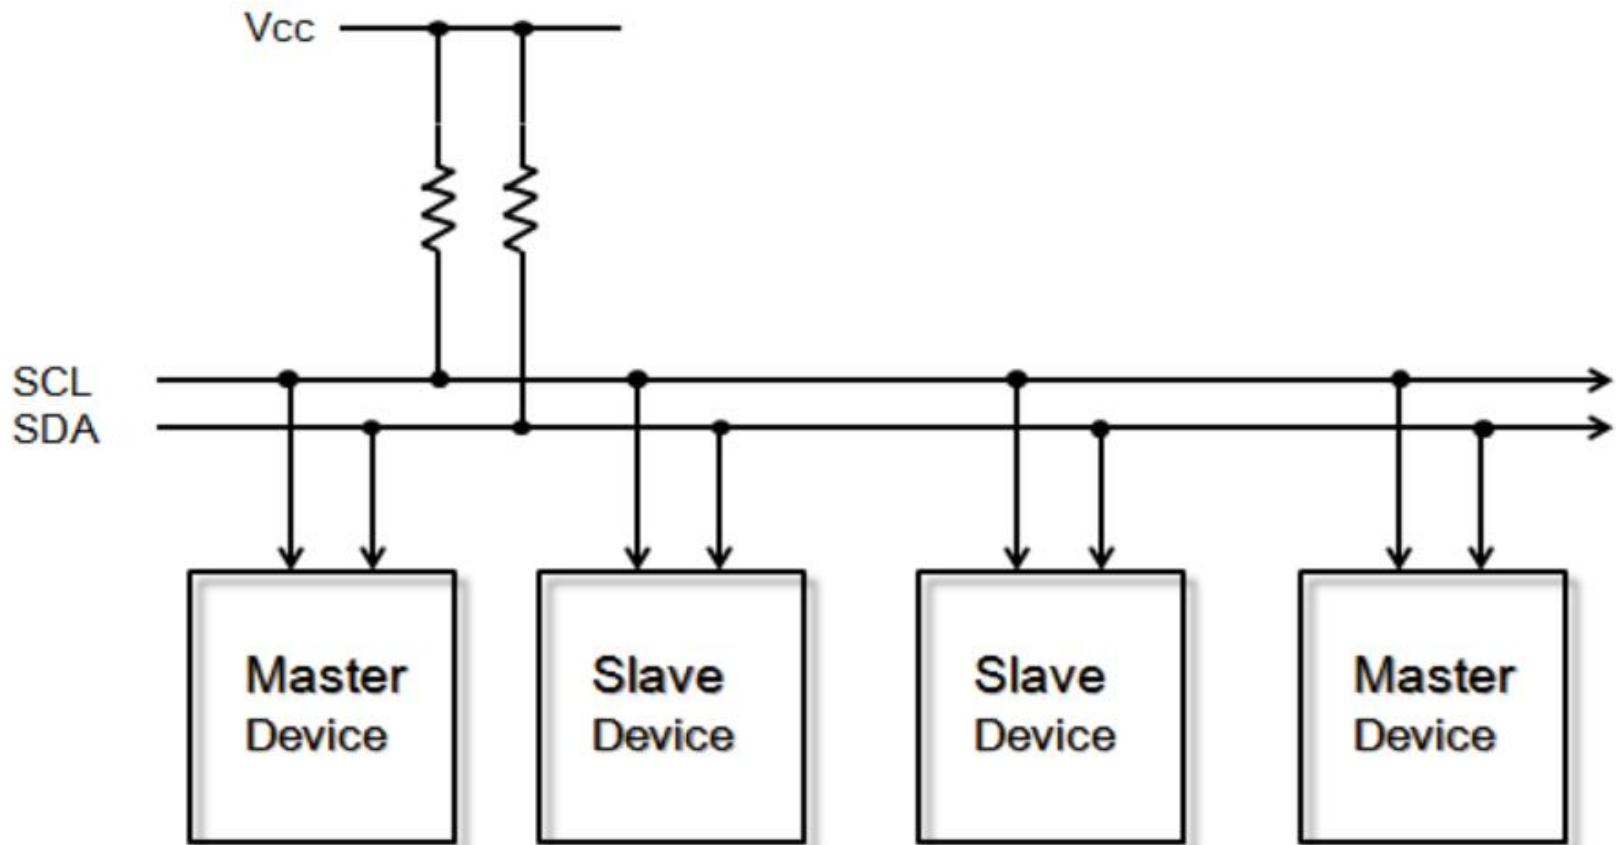 Vcc
SCL
SDA
Master
Device
Slave
Device
Slave
Device
Master
Device